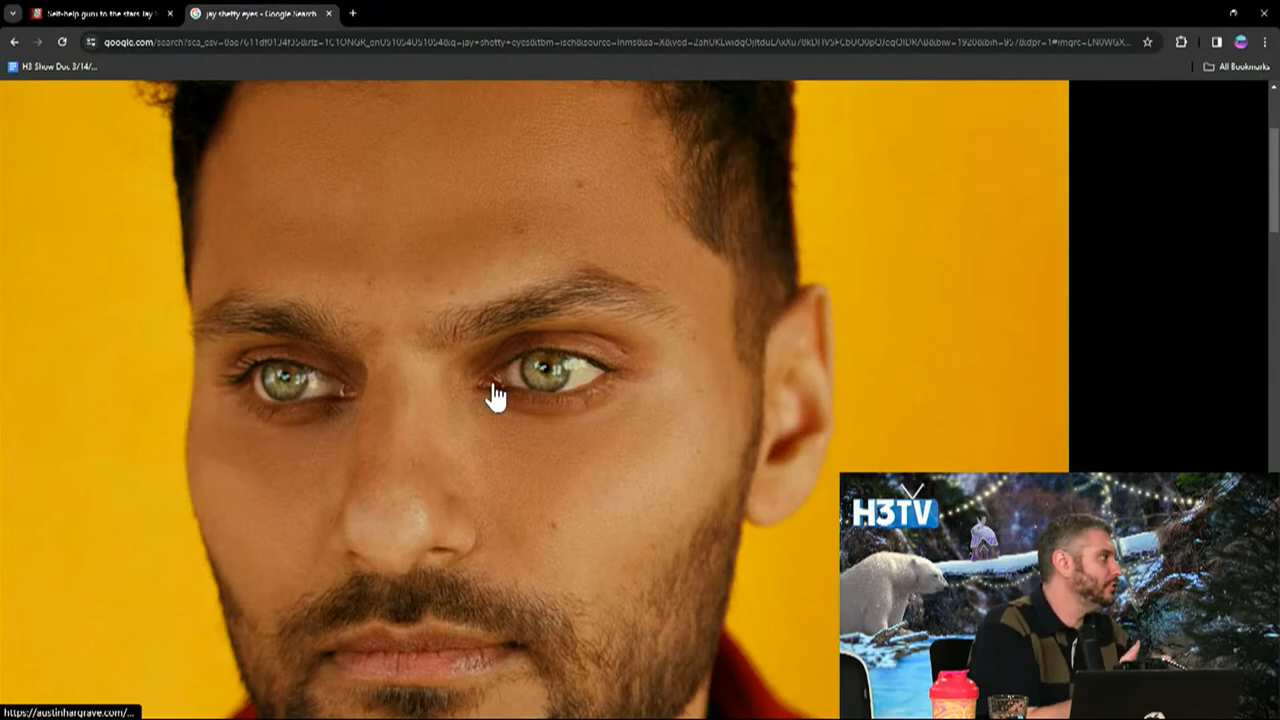 Self-help guru to the stars Jay S
jay shetty eyes - Google Search
H3 Show Doc 3/14/...
All Bookmarks
H3TV
https://austinhargrave.com/...